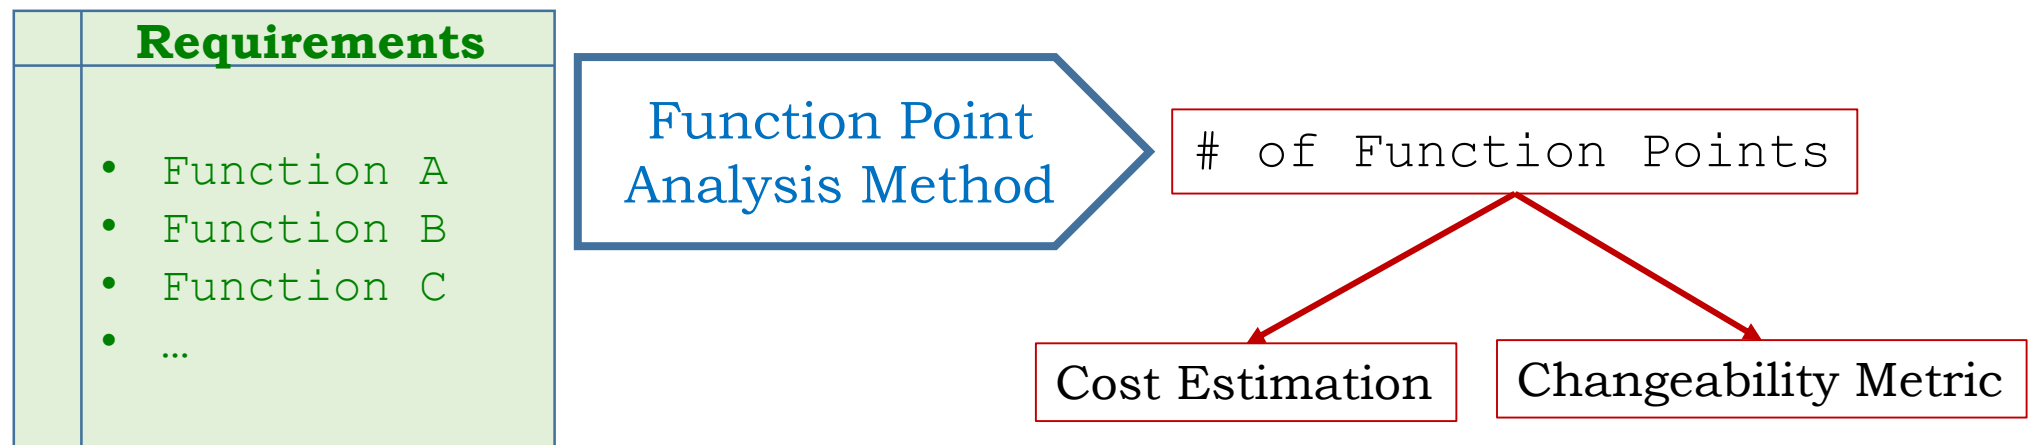 Requirements
• Function A
• Function B
• Function C
• …
Function Point
Analysis Method
# of Function Points
Cost Estimation
Changeability Metric